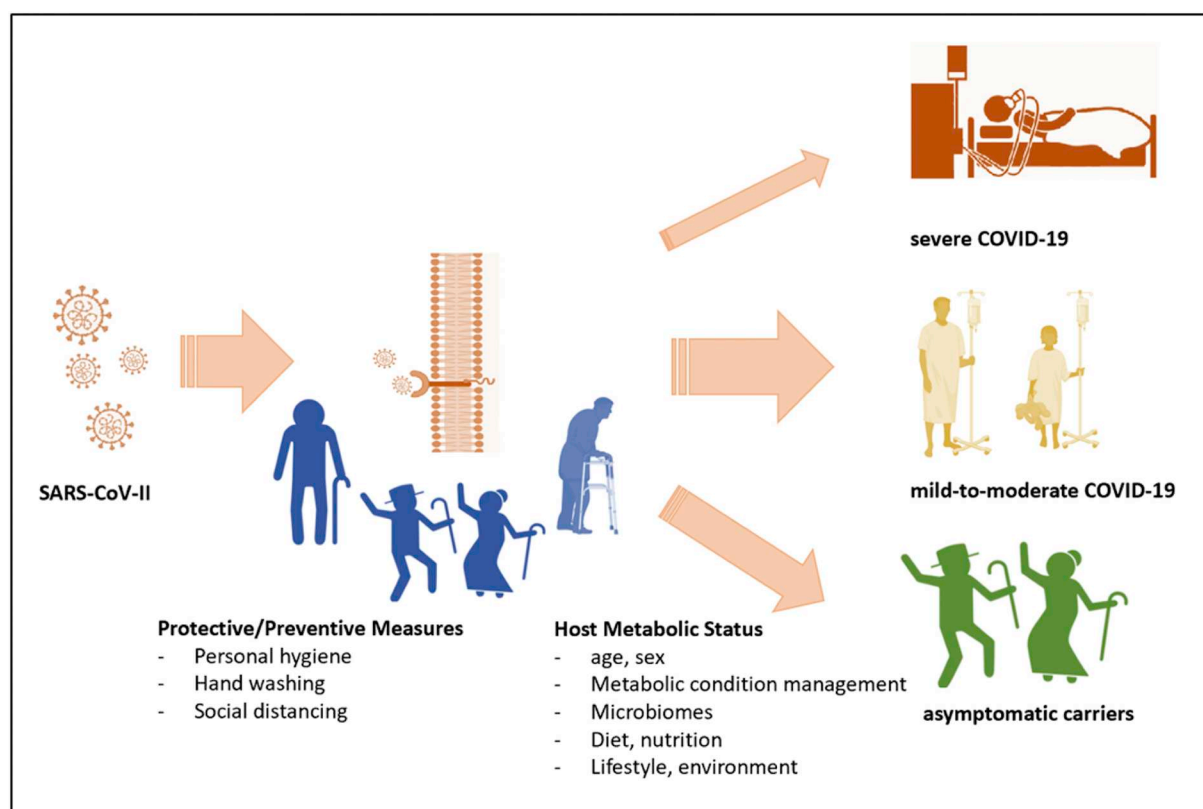 severe COVID-19
SARS-CoV-II
mild-to-moderate COVID-19
Protective/Preventive Measures
- Personal hygiene
- Hand washing
- Social distancing
Host Metabolic Status
- age, sex
- Metabolic condition management
- Microbiomes
- Diet, nutrition
- Lifestyle, environment
asymptomatic carriers